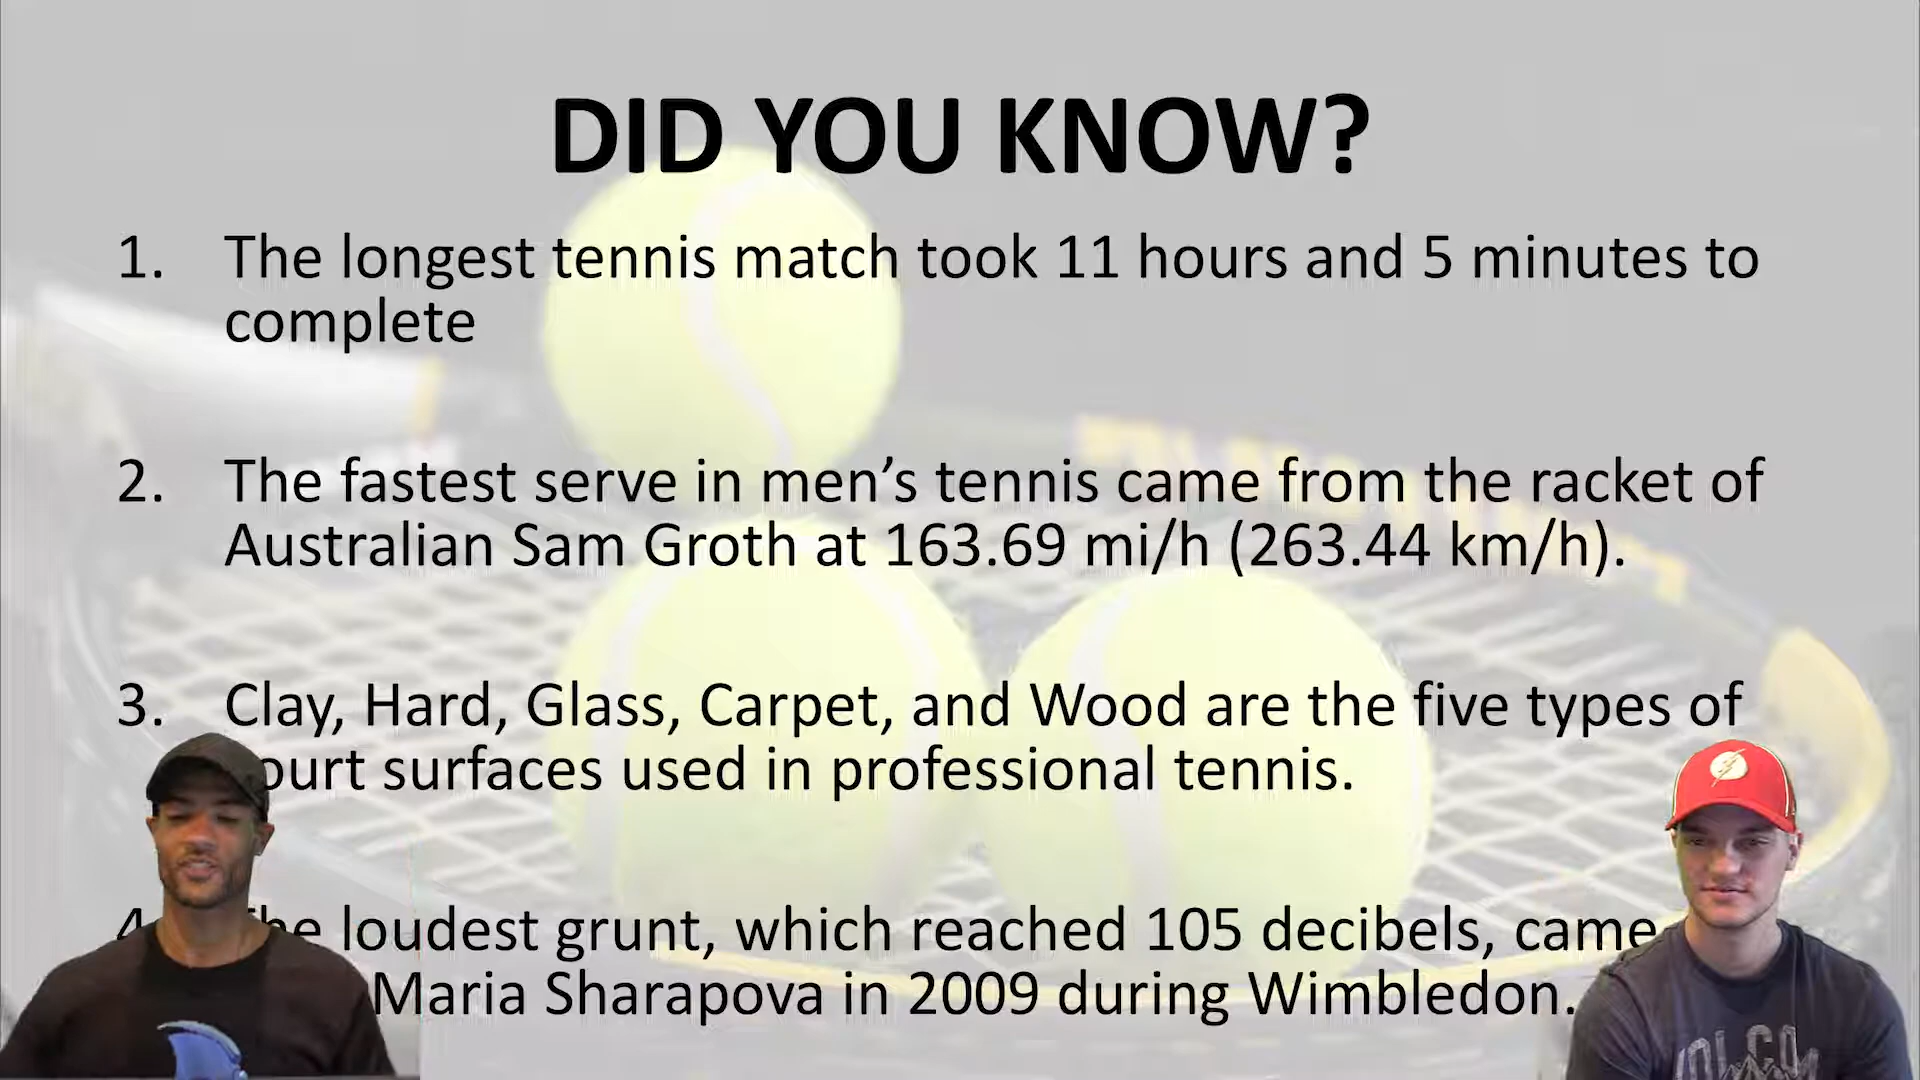 DID YOU KNOW?
1. The longest tennis match took 11 hours and 5 minutes to
complete
2. The fastest serve in men’s tennis came from the racket of
Australian Sam Groth at 163.69 mi/h (263.44 km/h).
3. Clay, Hard, Glass, Carpet, and Wood are the five types of
ourt surfaces used in professional tennis.
4 he loudest grunt, which reached 105 decibels, came
Maria Sharapova in 2009 during Wimbledon.